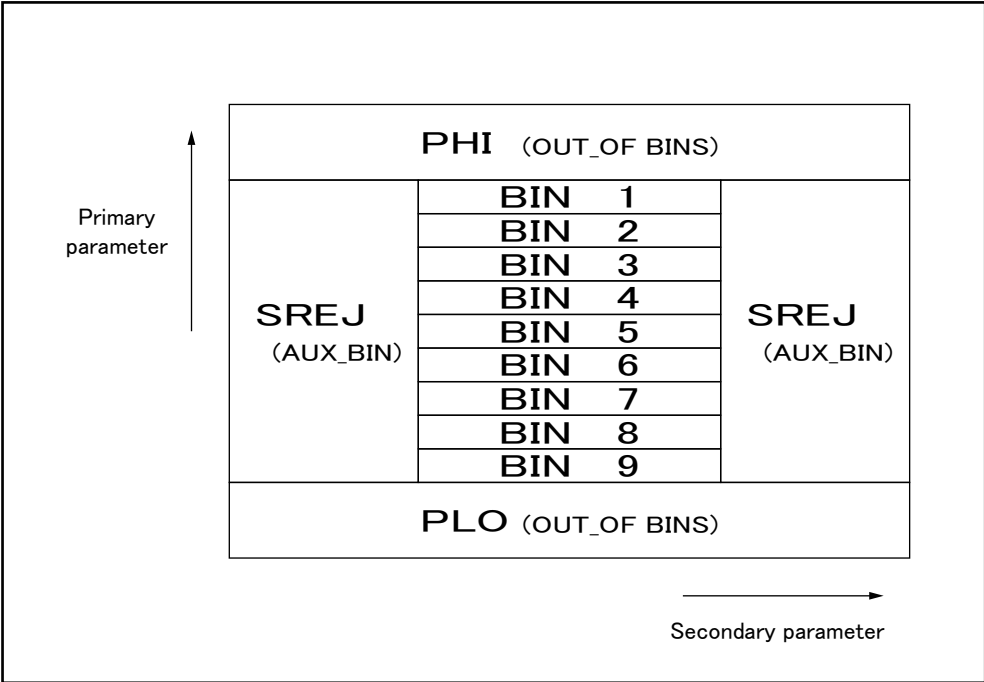 PHI (OUT_OF BINS)
Primary
parameter
BIN 1
BIN 2
BIN 3
BIN 4
BIN 5
BIN 6
BIN 7
BIN 8
BIN 9
SREJ
(AUX_BIN)
SREJ
(AUX_BIN)
PLO (OUT_OF BINS)
Secondary parameter